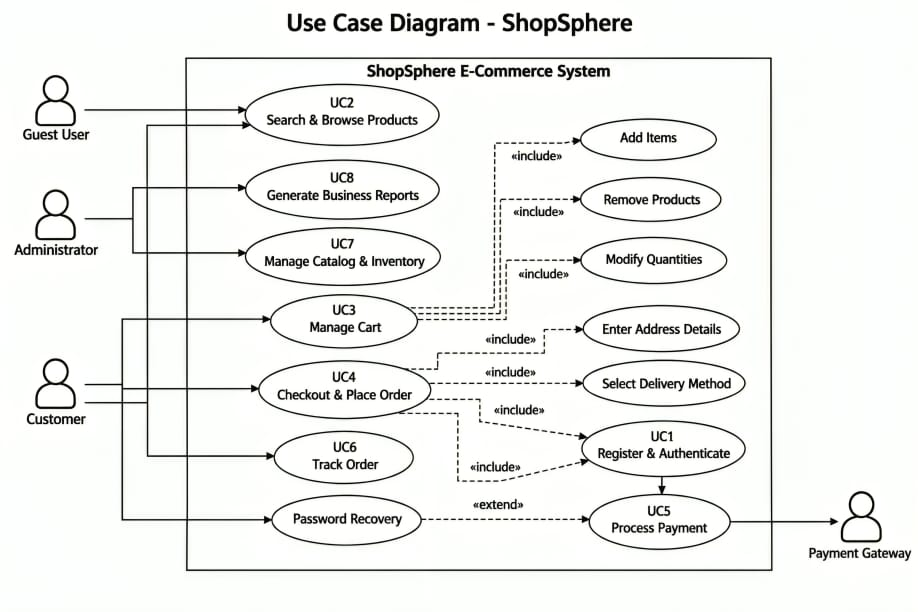 Use Case Diagram - ShopSphere
ShopSphere E-Commerce System
Guest User
Administrator
Customer
UC2
Search & Browse Products
UC8
Generate Business Reports
UC7
Manage Catalog & Inventory
UC3
Manage Cart
UC4
Checkout & Place Order
UC6
Track Order
Password Recovery
«include»
«include»
«include»
«include»
«include»
«include»
«include»
«extend»
Add Items
Remove Products
Modify Quantities
Enter Address Details
Select Delivery Method
UC1
Register & Authenticate
UC5
Process Payment
Payment Gateway